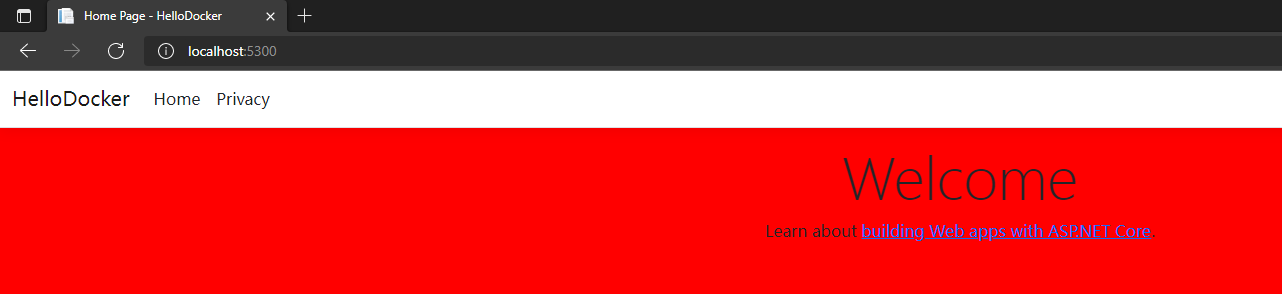 Home Page - HelloDocker
localhost:5300
HelloDocker Home Privacy
Welcome
Learn about building Web apps with ASP.NET Core.